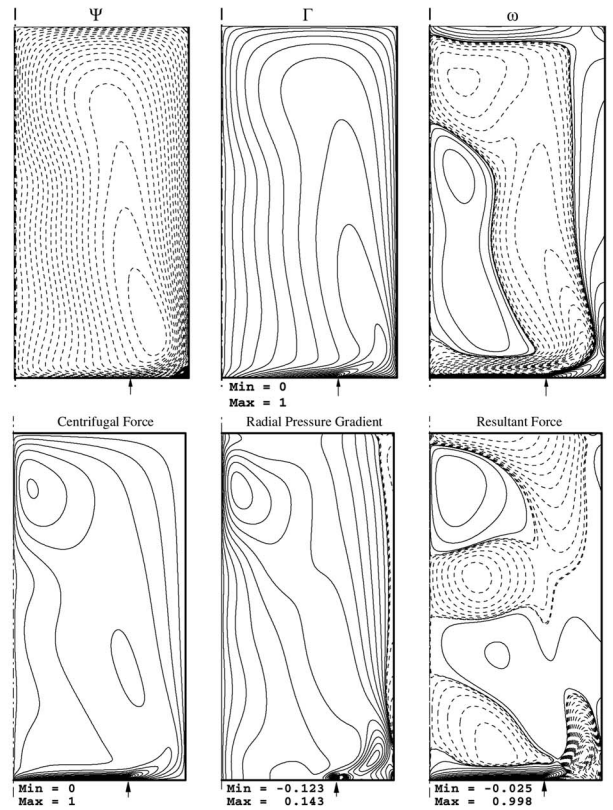 Ψ Γ ω
Min = 0
Max = 1
Centrifugal Force Radial Pressure Gradient Resultant Force
Min = 0 Min = -0.123 Min = -0.025
Max = 1 Max = 0.143 Max = 0.998